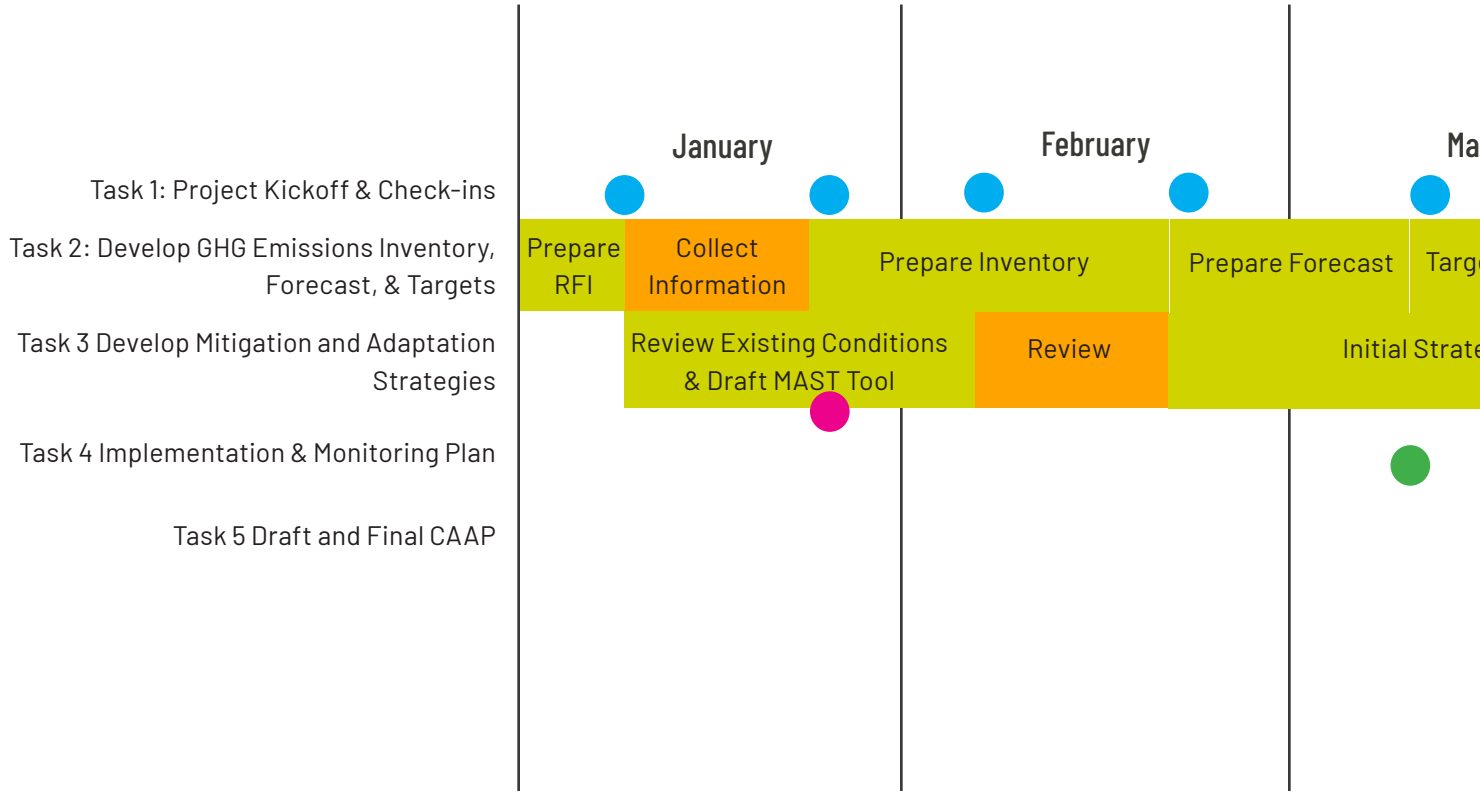 January
February
Task 1: Project Kickoff & Check-ins
Task 2: Develop GHG Emissions Inventory,
Forecast, & Targets
Prepare
RFI
Collect
Information
Prepare Inventory
Prepare Forecast
Task 3 Develop Mitigation and Adaptation
Strategies
Review Existing Conditions
& Draft MAST Tool
Review
Initial
Task 4 Implementation & Monitoring Plan
Task 5 Draft and Final CAAP